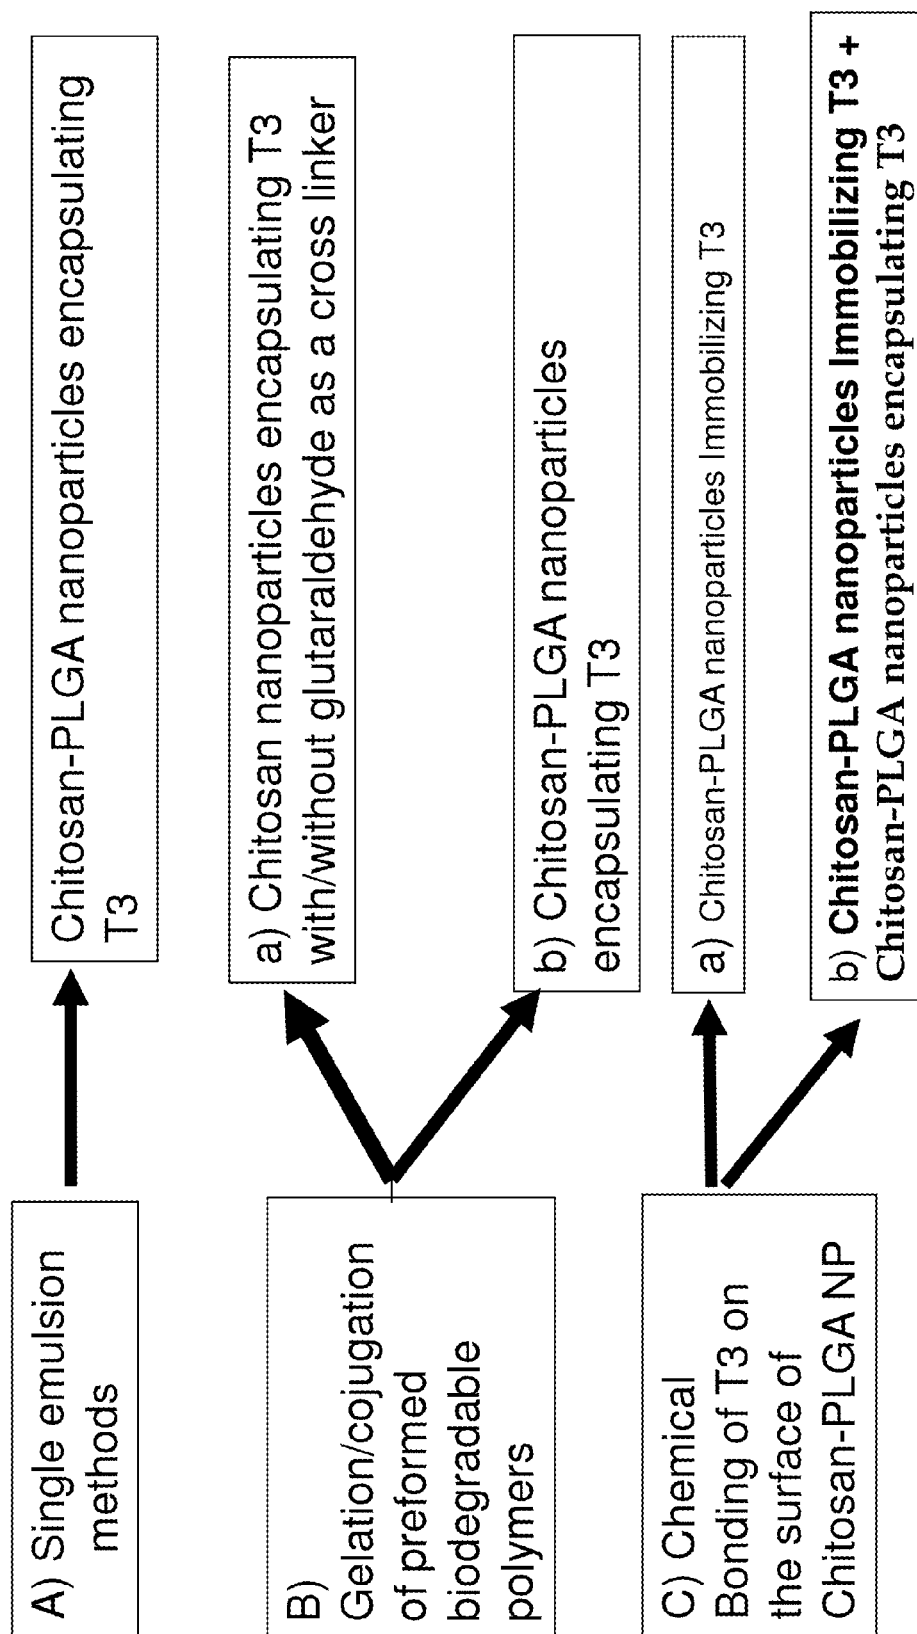 A) Single emulsion
methods
Chitosan-PLGA nanoparticles encapsulating
T3
B)
Gelation/cojugation
of preformed
biodegradable
polymers
a) Chitosan nanoparticles encapsulating T3
with/without glutaraldehyde as a cross linker
b) Chitosan-PLGA nanoparticles
encapsulating T3
C) Chemical
Bonding of T3 on
the surface of
Chitosan-PLGA NP
a) Chitosan-PLGA nanoparticles Immobilizing T3
b) Chitosan-PLGA nanoparticles Immobilizing T3 +
Chitosan-PLGA nanoparticles encapsulating T3